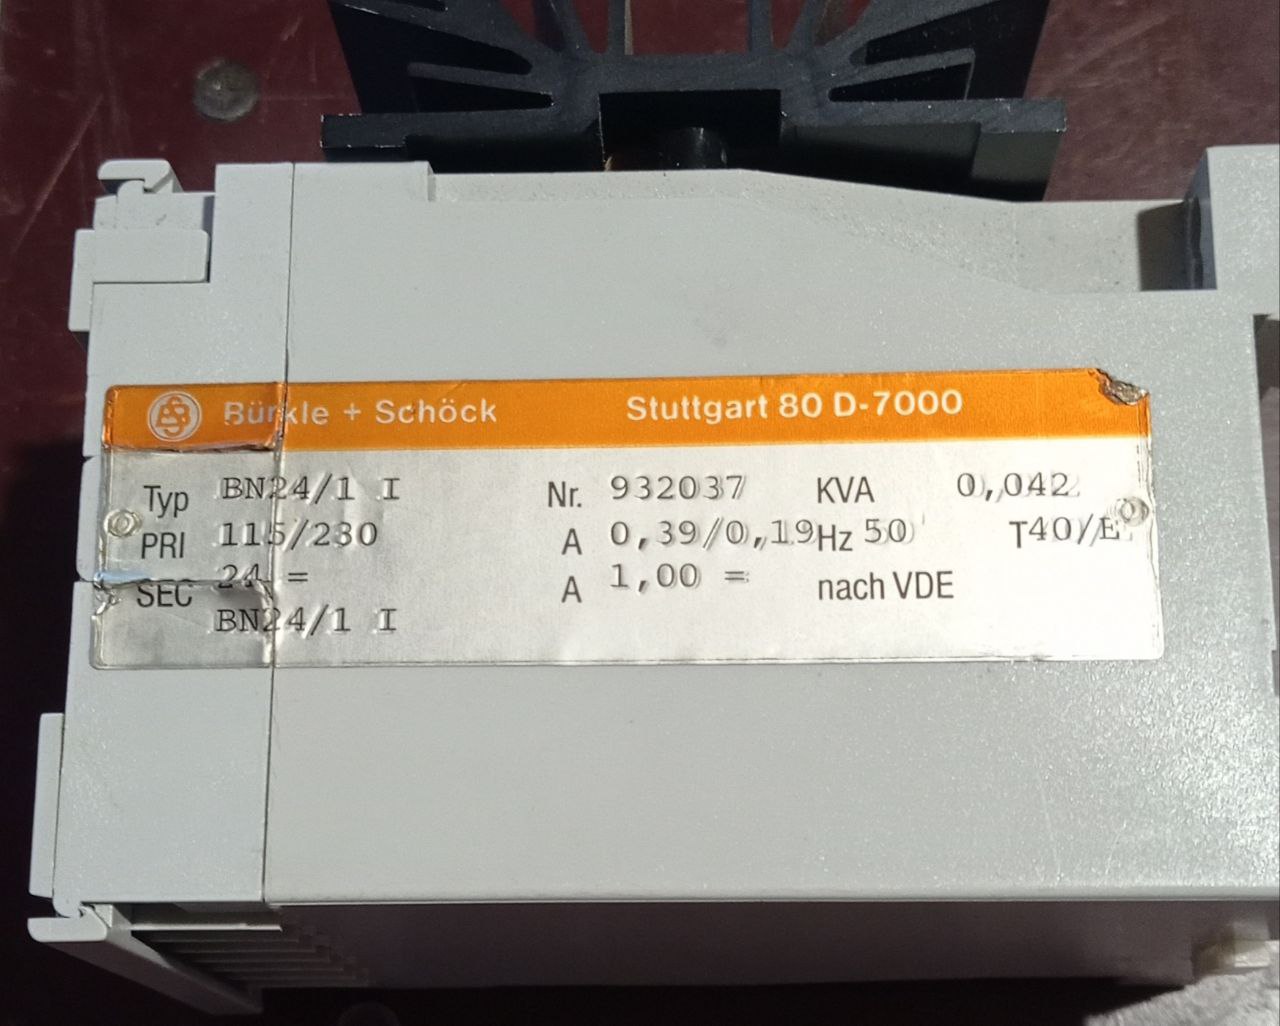 Bürkle + Schöck Stuttgart 80 D-7000
Typ BN24/1 I Nr. 932037 KVA 0,042
PRI 115/230 A 0,39/0,19 Hz 50 T40/E
SEC 24 = A 1,00 = nach VDE
BN24/1 I